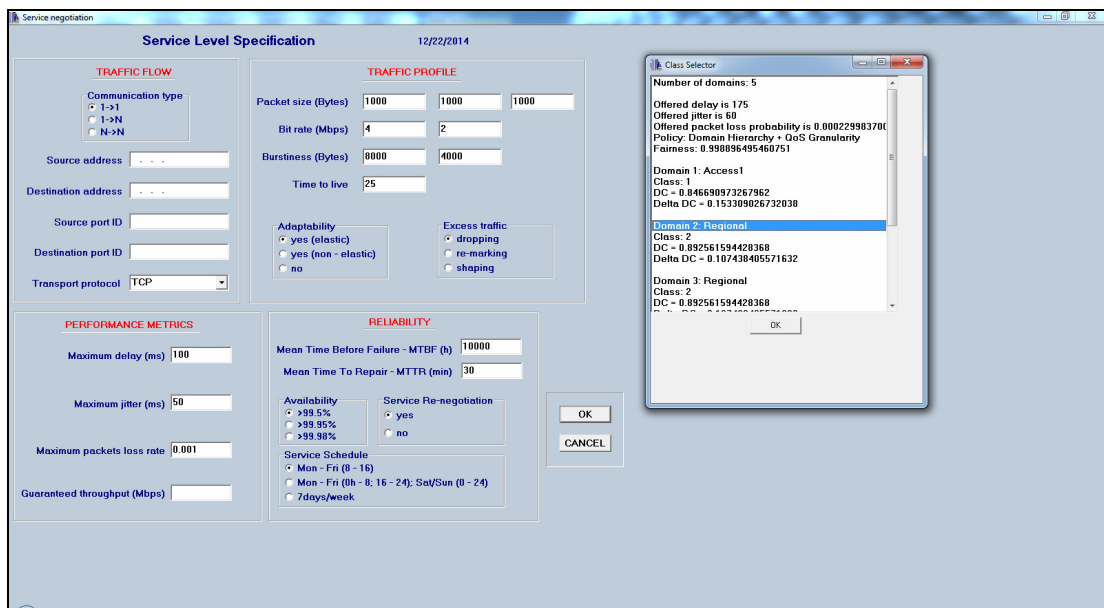 Service negotiation
Service Level Specification
12/22/2014
TRAFFIC FLOW
Communication type
1->1
1->N
N->N
Source address . . .
Destination address . . .
Source port ID
Destination port ID
Transport protocol TCP
TRAFFIC PROFILE
Packet size (Bytes) 1000 1000 1000
Bit rate (Mbps) 4 2
Burstiness (Bytes) 8000 4000
Time to live 25
Adaptability
yes (elastic)
yes (non - elastic)
no
Excess traffic
dropping
re-marking
shaping
PERFORMANCE METRICS
Maximum delay (ms) 100
Maximum jitter (ms) 50
Maximum packets loss rate 0.001
Guaranteed throughput (Mbps)
RELIABILITY
Mean Time Before Failure - MTBF (h) 10000
Mean Time To Repair - MTTR (min) 30
Availability
>99.5%
>99.95%
>99.98%
Service Re-negotiation
yes
no
Service Schedule
Mon - Fri (8 - 16)
Mon - Fri (0h - 8; 16 - 24); Sat/Sun (0 - 24)
7days/week
OK
CANCEL
Class Selector
Number of domains: 5
Offered delay is 175
Offered jitter is 60
Offered packet loss probability is 0.00022998370
Policy: Domain Hierarchy + QoS Granularity
Fairness: 0.998896495460751
Domain 1: Access1
Class: 1
DC = 0.846690973267962
Delta DC = 0.153309026732038
Domain 2: Regional
Class: 2
DC = 0.892561594428368
Delta DC = 0.107438405571632
Domain 3: Regional
Class: 2
DC = 0.892561594428368
OK